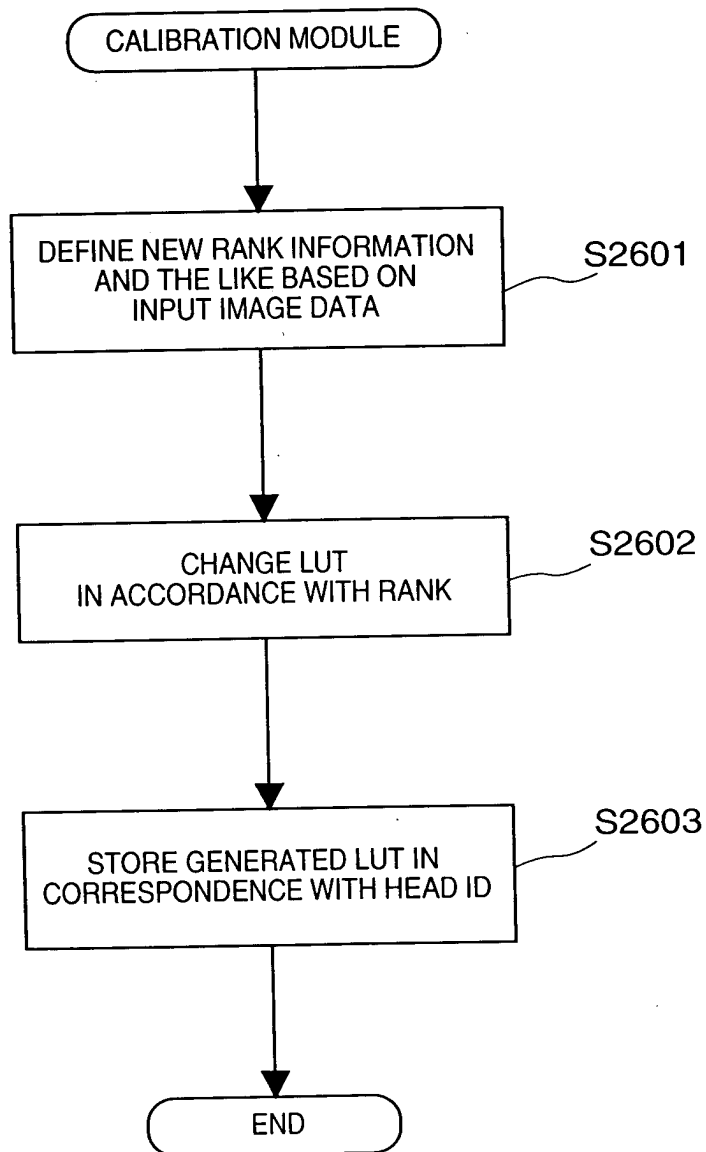 CALIBRATION MODULE
DEFINE NEW RANK INFORMATION
AND THE LIKE BASED ON
INPUT IMAGE DATA
S2601
CHANGE LUT
IN ACCORDANCE WITH RANK
S2602
STORE GENERATED LUT IN
CORRESPONDENCE WITH HEAD ID
S2603
END